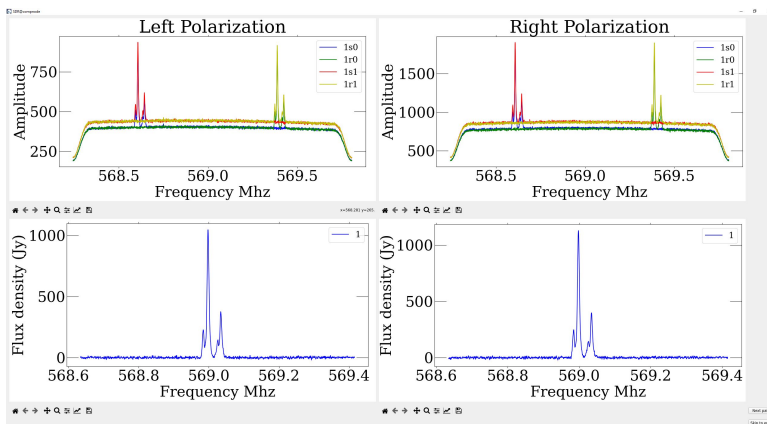 Left Polarization
Amplitude
750
500
250
1s0
1r0
1s1
1r1
568.5 569.0 569.5
Frequency Mhz
Right Polarization
Amplitude
1500
1000
500
1s0
1r0
1s1
1r1
568.5 569.0 569.5
Frequency Mhz
Flux density (Jy)
1000
500
0
1
568.6 568.8 569.0 569.2 569.4
Frequency Mhz
Flux density (Jy)
1000
500
0
1
568.6 568.8 569.0 569.2 569.4
Frequency Mhz